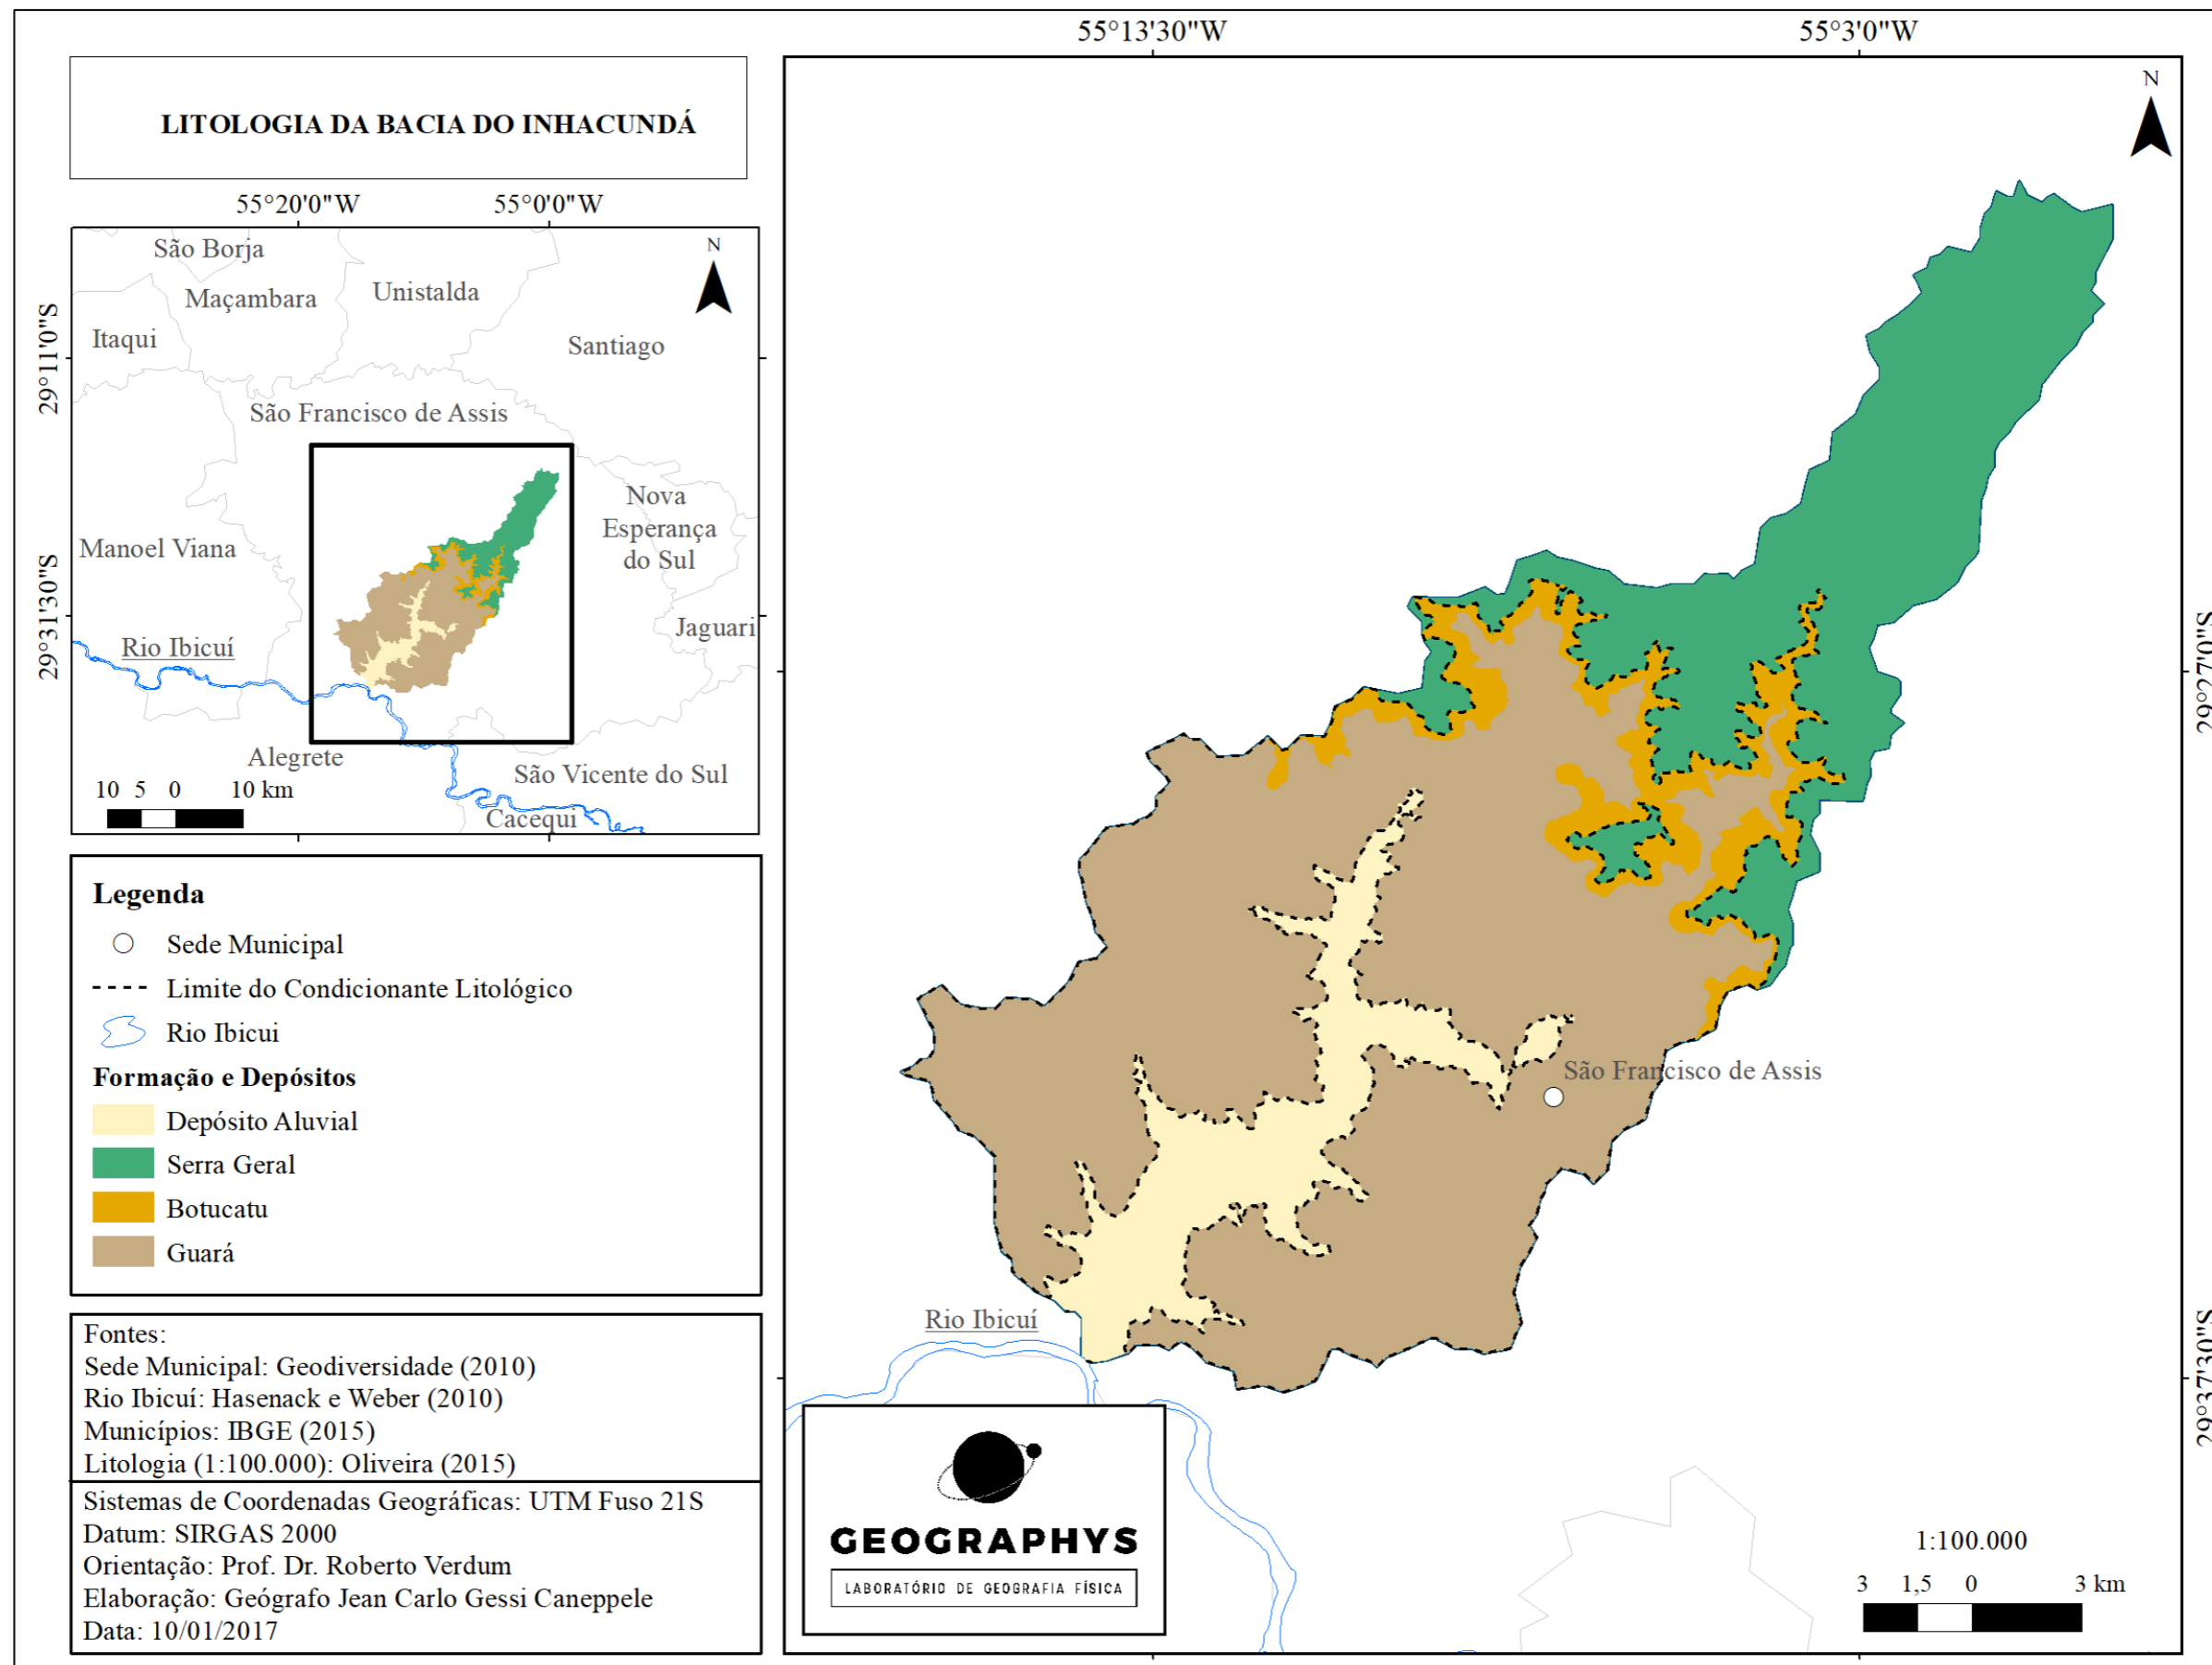 LITOLOGIA DA BACIA DO INHACUNDÁ
55°20'0"W
55°0'0"W
29°11'0"S
29°31'30"S
São Borja
Maçambara
Unistalda
Itaqui
Santiago
São Francisco de Assis
Nova
Esperança
do Sul
Manoel Viana
Jaguari
Rio Ibicuí
Alegrete
São Vicente do Sul
Cacequi
N
10 5 0 10 km
Legenda
Sede Municipal
Limite do Condicionante Litológico
Rio Ibicui
Formação e Depósitos
Depósito Aluvial
Serra Geral
Botucatu
Guará
Fontes:
Sede Municipal: Geodiversidade (2010)
Rio Ibicuí: Hasenack e Weber (2010)
Municípios: IBGE (2015)
Litologia (1:100.000): Oliveira (2015)
Sistemas de Coordenadas Geográficas: UTM Fuso 21S
Datum: SIRGAS 2000
Orientação: Prof. Dr. Roberto Verdum
Elaboração: Geógrafo Jean Carlo Gessi Caneppele
Data: 10/01/2017
55°13'30"W
55°3'0"W
N
29°27'0"S
29°37'30"S
São Francisco de Assis
Rio Ibicuí
GEOGRAPHYS
LABORATÓRIO DE GEOGRAFIA FÍSICA
1:100.000
3 1,5 0 3 km